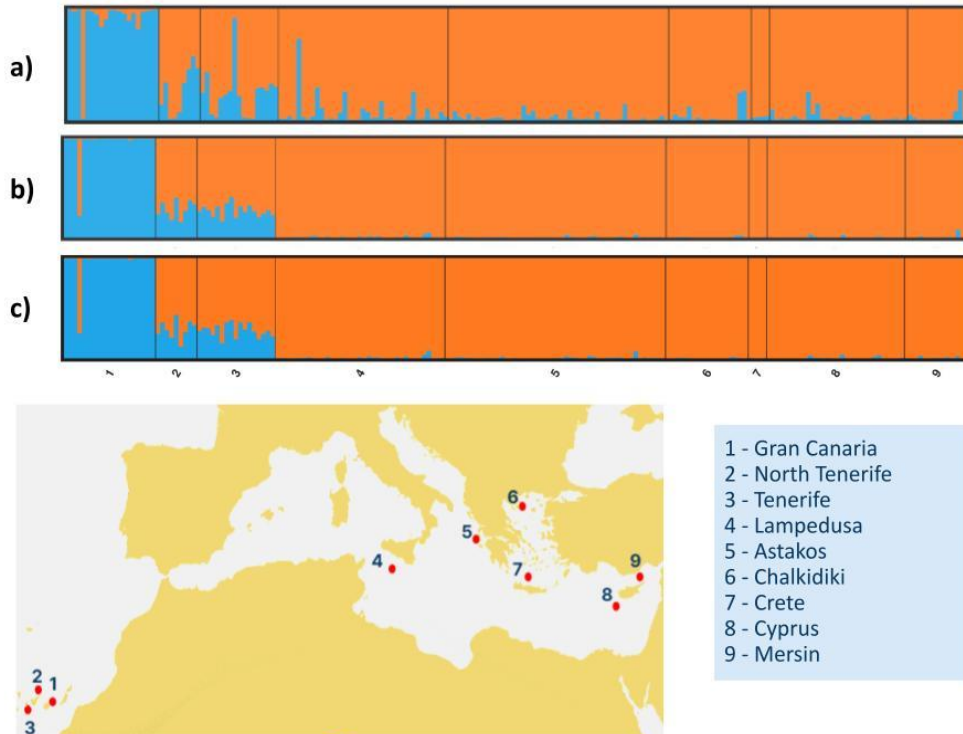 a)
b)
c)
1 2 3 4 5 6 7 8 9
6
5
4
7
9
8
2 1
3
1 - Gran Canaria
2 - North Tenerife
3 - Tenerife
4 - Lampedusa
5 - Astakos
6 - Chalkidiki
7 - Crete
8 - Cyprus
9 - Mersin